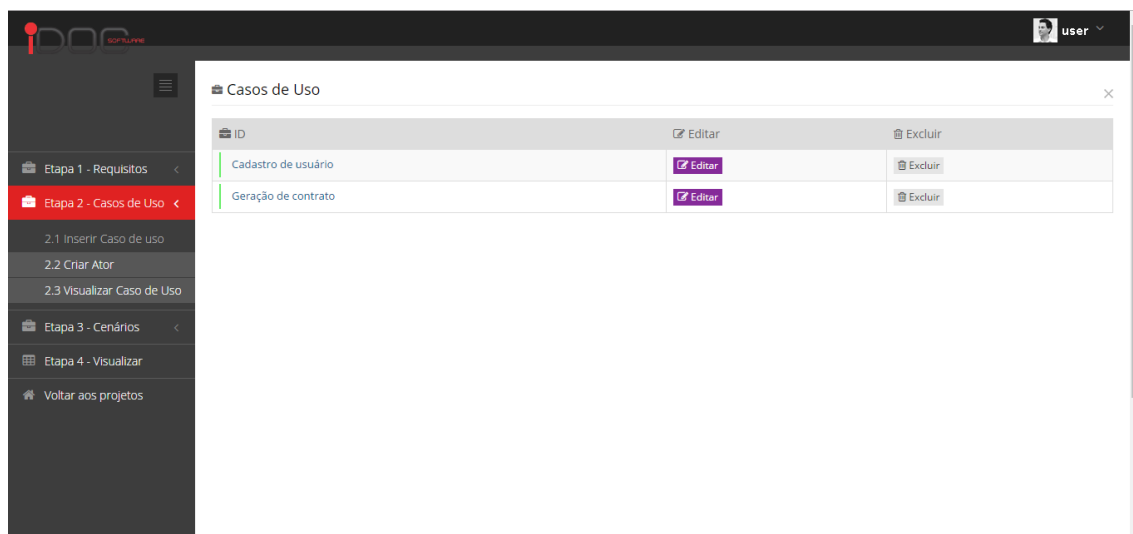 iDOC SOFTWARE
user
Casos de Uso
ID Editar Excluir
Cadastro de usuário Editar Excluir
Geração de contrato Editar Excluir
Etapa 1 - Requisitos
Etapa 2 - Casos de Uso
2.1 Inserir Caso de uso
2.2 Criar Ator
2.3 Visualizar Caso de Uso
Etapa 3 - Cenários
Etapa 4 - Visualizar
Voltar aos projetos